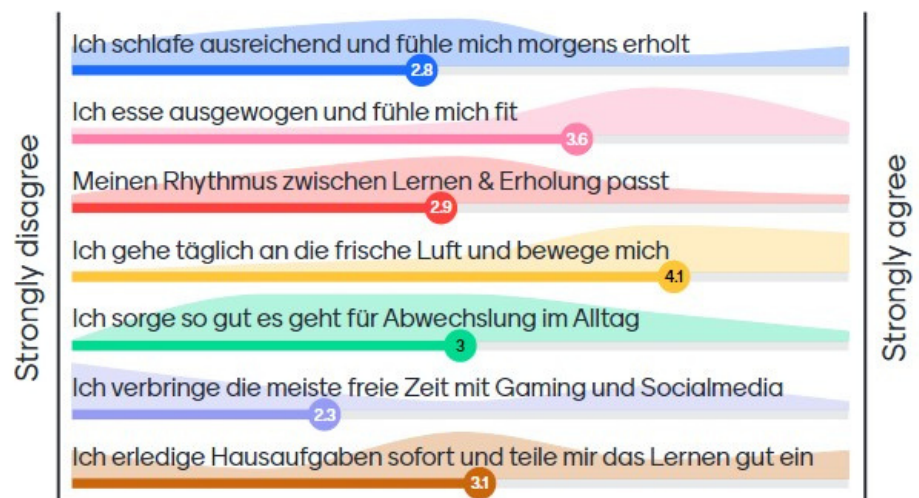 Strongly disagree
Ich schlafe ausreichend und fühle mich morgens erholt
2.8
Ich esse ausgewogen und fühle mich fit
3.6
Meinen Rhythmus zwischen Lernen & Erholung passt
2.9
Ich gehe täglich an die frische Luft und bewege mich
4.1
Ich sorge so gut es geht für Abwechslung im Alltag
3
Ich verbringe die meiste freie Zeit mit Gaming und Socialmedia
2.3
Ich erledige Hausaufgaben sofort und teile mir das Lernen gut ein
3.1
Strongly agree